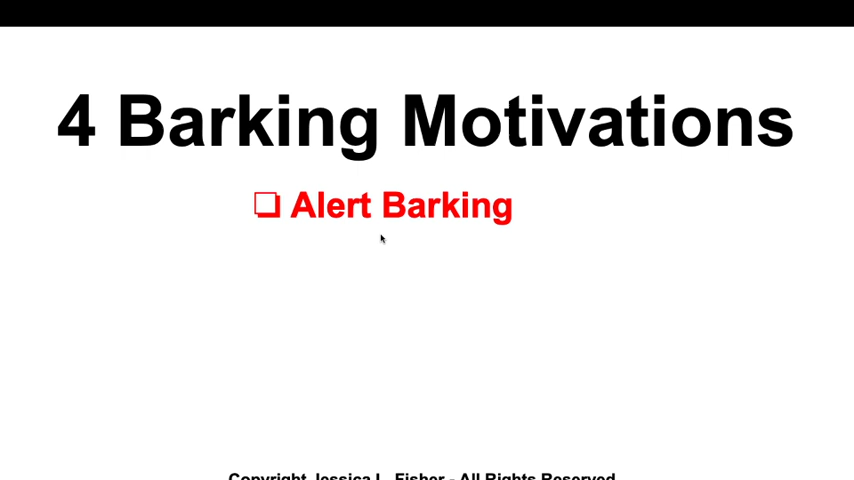 4 Barking Motivations
❏ Alert Barking
Copyright Jessica L. Fisher - All Rights Reserved